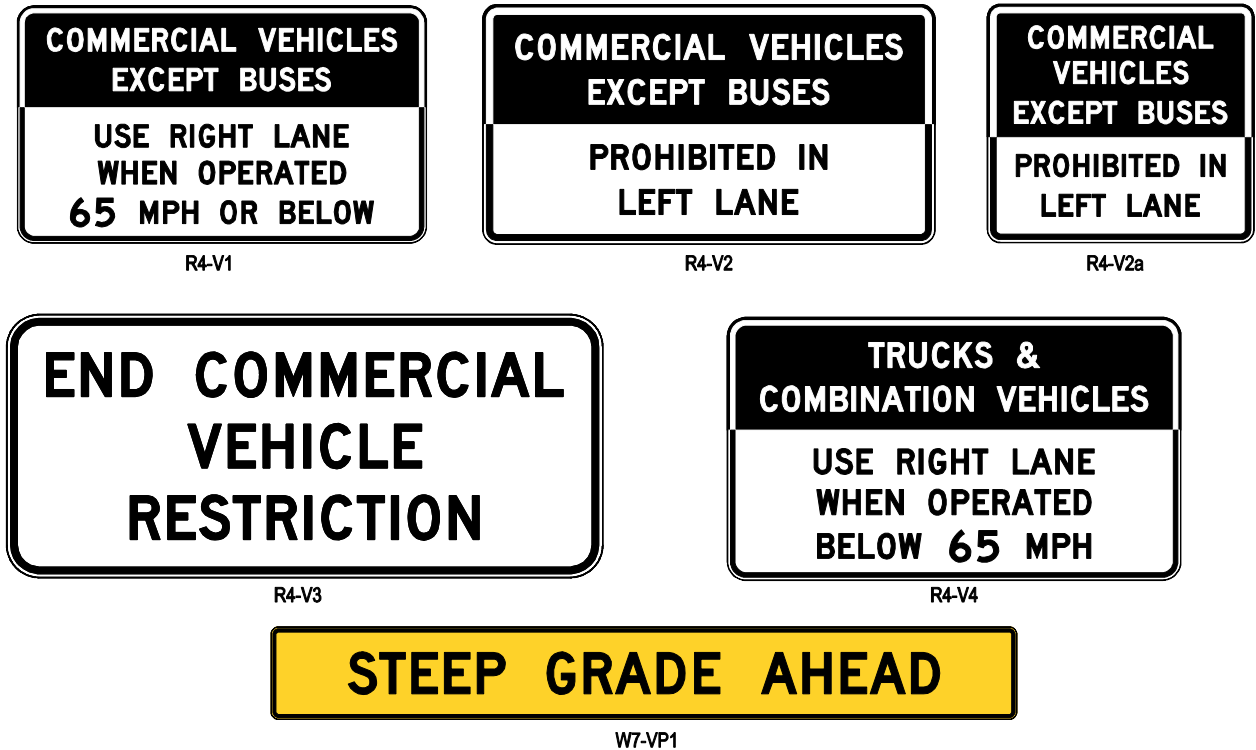 COMMERCIAL VEHICLES
EXCEPT BUSES
USE RIGHT LANE
WHEN OPERATED
65 MPH OR BELOW
R4-V1
COMMERCIAL VEHICLES
EXCEPT BUSES
PROHIBITED IN
LEFT LANE
R4-V2
COMMERCIAL
VEHICLES
EXCEPT BUSES
PROHIBITED IN
LEFT LANE
R4-V2a
END COMMERCIAL
VEHICLE
RESTRICTION
R4-V3
TRUCKS &
COMBINATION VEHICLES
USE RIGHT LANE
WHEN OPERATED
BELOW 65 MPH
R4-V4
STEEP GRADE AHEAD
W7-VP1